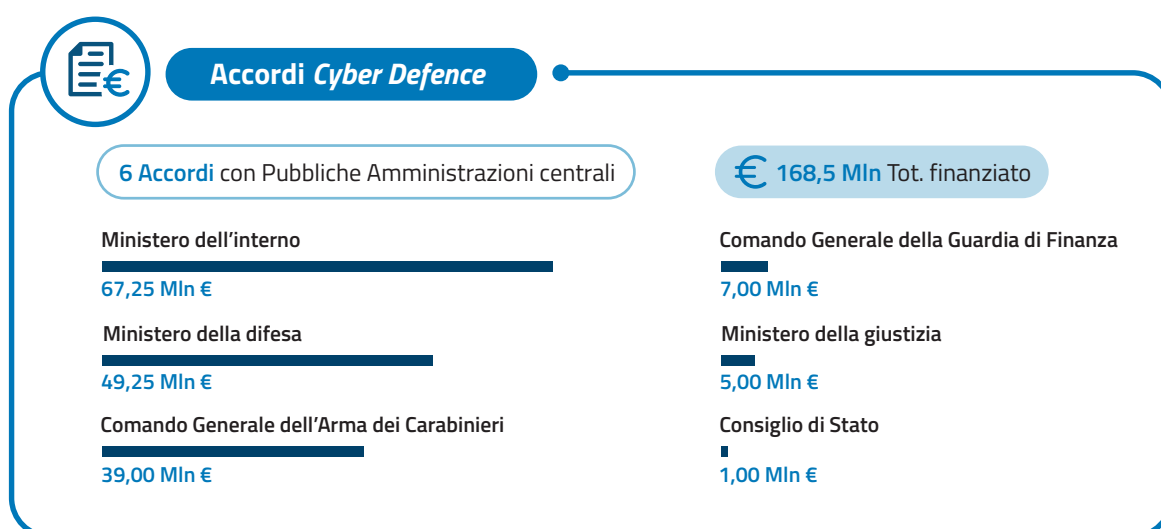 Accordi Cyber Defence
6 Accordi con Pubbliche Amministrazioni centrali
€ 168,5 Mln Tot. finanziato
Ministero dell'interno
67,25 Mln €
Ministero della difesa
49,25 Mln €
Comando Generale dell'Arma dei Carabinieri
39,00 Mln €
Comando Generale della Guardia di Finanza
7,00 Mln €
Ministero della giustizia
5,00 Mln €
Consiglio di Stato
1,00 Mln €